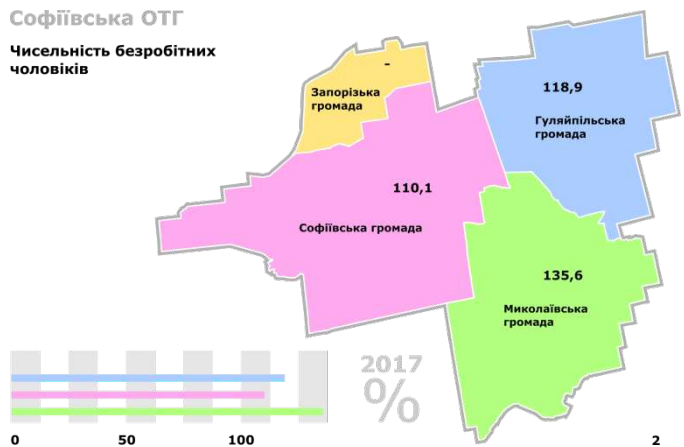 Софіївська ОТГ
Чисельність безробітних
чоловіків
-
Запорізька
громада
118,9
Гуляйпільська
громада
110,1
Софіївська громада
135,6
Миколаївська
громада
2017
%
0 50 100
2